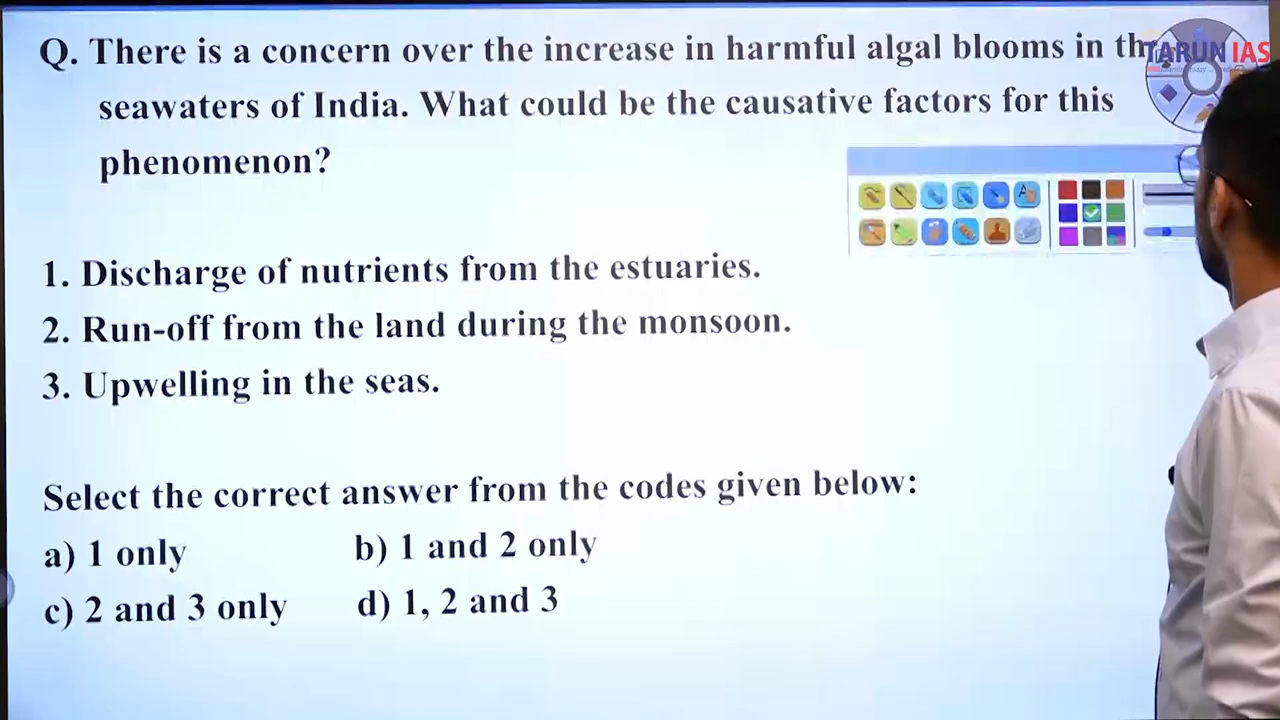 Q. There is a concern over the increase in harmful algal blooms in th
TARUN IAS
seawaters of India. What could be the causative factors for this
phenomenon?
1. Discharge of nutrients from the estuaries.
2. Run-off from the land during the monsoon.
3. Upwelling in the seas.
Select the correct answer from the codes given below:
a) 1 only b) 1 and 2 only
c) 2 and 3 only d) 1, 2 and 3